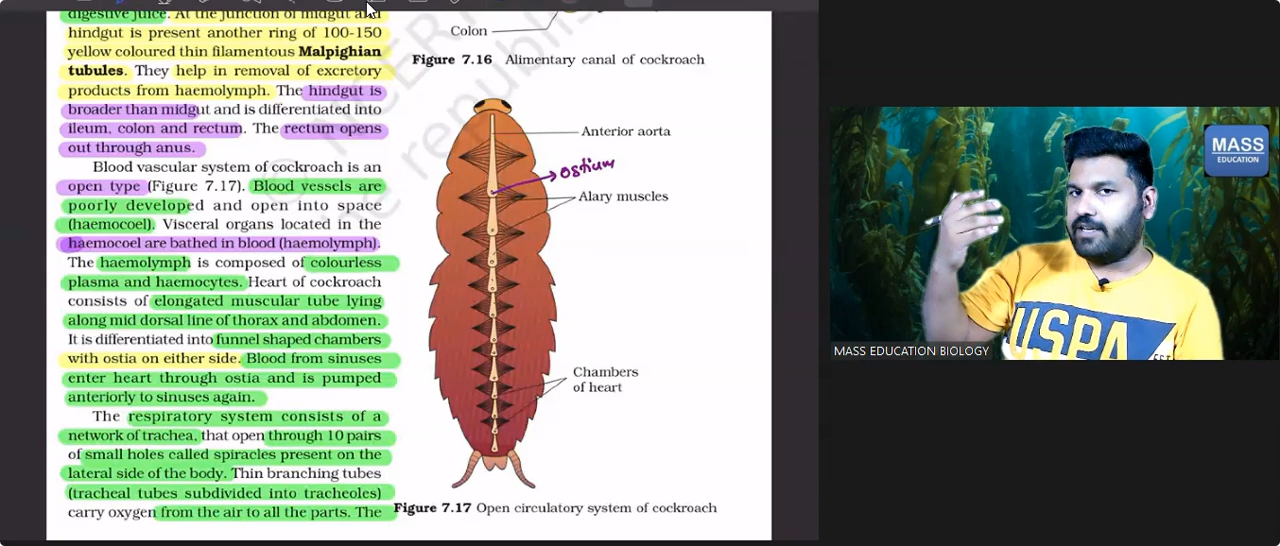 digestive juice. At the junction of midgut and
hindgut is present another ring of 100-150
yellow coloured thin filamentous Malpighian
tubules. They help in removal of excretory
products from haemolymph. The hindgut is
broader than midgut and is differentiated into
ileum, colon and rectum. The rectum opens
out through anus.
Blood vascular system of cockroach is an
open type (Figure 7.17). Blood vessels are
poorly developed and open into space
(haemocoel). Visceral organs located in the
haemocoel are bathed in blood (haemolymph).
The haemolymph is composed of colourless
plasma and haemocytes. Heart of cockroach
consists of elongated muscular tube lying
along mid dorsal line of thorax and abdomen.
It is differentiated into funnel shaped chambers
with ostia on either side. Blood from sinuses
enter heart through ostia and is pumped
anteriorly to sinuses again.
The respiratory system consists of a
network of trachea, that open through 10 pairs
of small holes called spiracles present on the
lateral side of the body. Thin branching tubes
(tracheal tubes subdivided into tracheoles)
carry oxygen from the air to all the parts. The
Colon
Figure 7.16 Alimentary canal of cockroach
Anterior aorta
ostium
Alary muscles
Chambers
of heart
Figure 7.17 Open circulatory system of cockroach
MASS
EDUCATION
USPA
MASS EDUCATION BIOLOGY